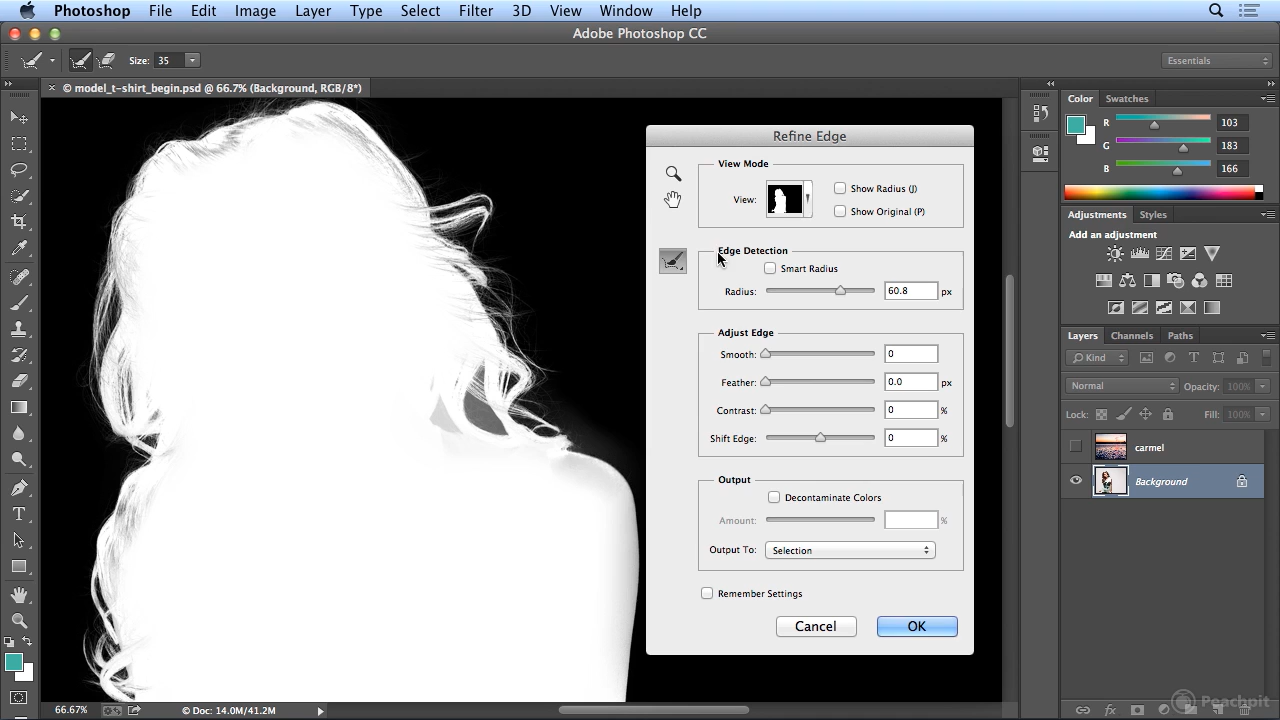 Photoshop File Edit Image Layer Type Select Filter 3D View Window Help
Adobe Photoshop CC
Size: 35 Essentials
× © model_t-shirt_begin.psd @ 66.7% (Background, RGB/8*)
Color Swatches
R 103
G 183
B 166
Refine Edge
View Mode
View: Show Radius (J)
Show Original (P)
Edge Detection
Smart Radius
Radius: 60.8 px
Adjust Edge
Smooth: 0
Feather: 0.0 px
Contrast: 0 %
Shift Edge: 0 %
Output
Decontaminate Colors
Amount: %
Output To: Selection
Remember Settings
Cancel OK
Adjustments Styles
Add an adjustment
Layers Channels Paths
Kind
Normal Opacity: 100%
Lock: Fill: 100%
carmel
Background
66.67% © Doc: 14.0M/41.2M
Peachpit